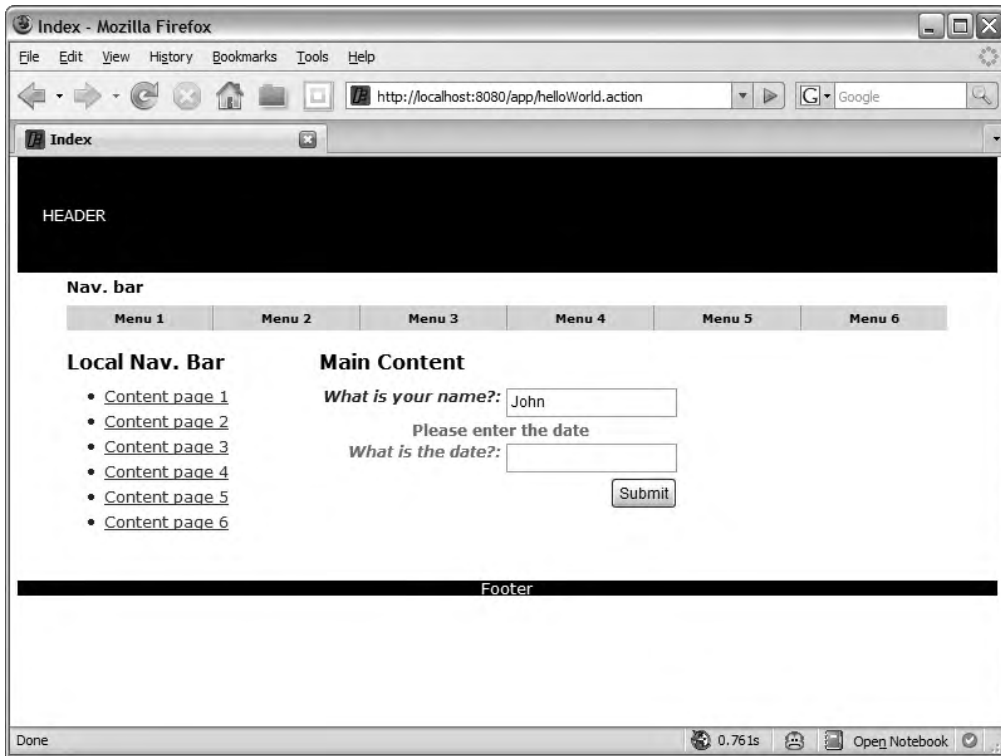 Index - Mozilla Firefox
File Edit View History Bookmarks Tools Help
http://localhost:8080/app/helloWorld.action G Google
Index
HEADER
Nav. bar
Menu 1 Menu 2 Menu 3 Menu 4 Menu 5 Menu 6
Local Nav. Bar
Content page 1
Content page 2
Content page 3
Content page 4
Content page 5
Content page 6
Main Content
What is your name?: John
Please enter the date
What is the date?:
Submit
Footer
Done 0.761s Open Notebook